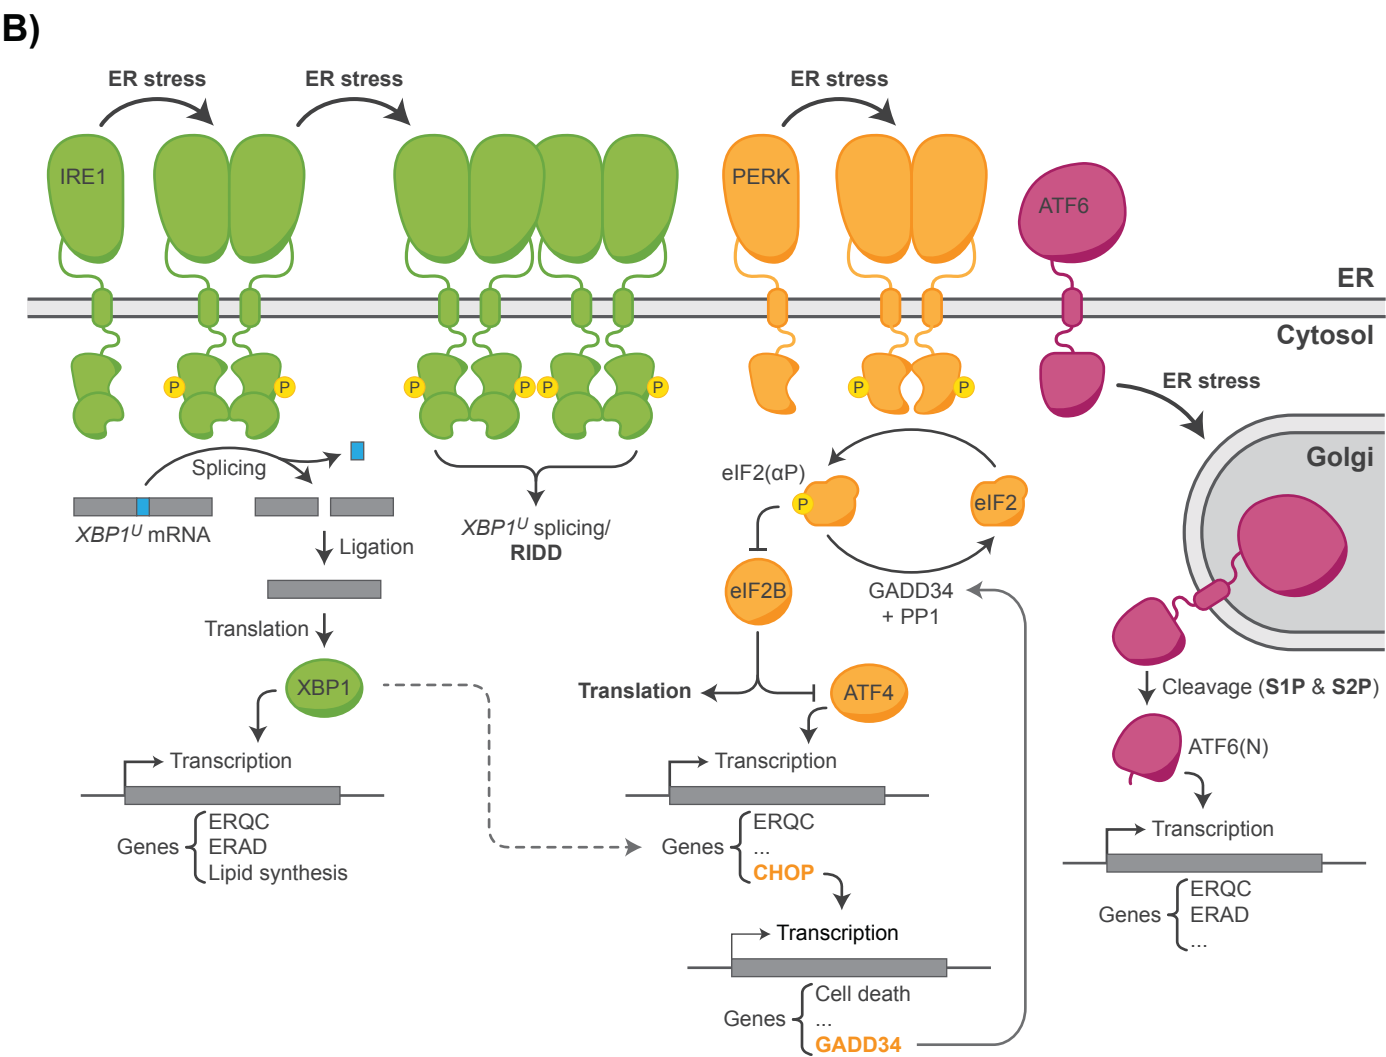 B)
ER stress
ER stress
ER stress
IRE1
PERK
ATF6
ER
Cytosol
P
P
P
P
P
P
P
P
ER stress
Golgi
Splicing
XBP1ᵁ mRNA
Ligation
Translation
XBP1
Transcription
Genes
ERQC
ERAD
Lipid synthesis
XBP1ᵁ splicing/
RIDD
eIF2(αP)
P
eIF2
eIF2B
GADD34
+ PP1
Translation
ATF4
Transcription
Genes
ERQC
...
CHOP
Transcription
Genes
Cell death
...
GADD34
Cleavage (S1P & S2P)
ATF6(N)
Transcription
Genes
ERQC
ERAD
...